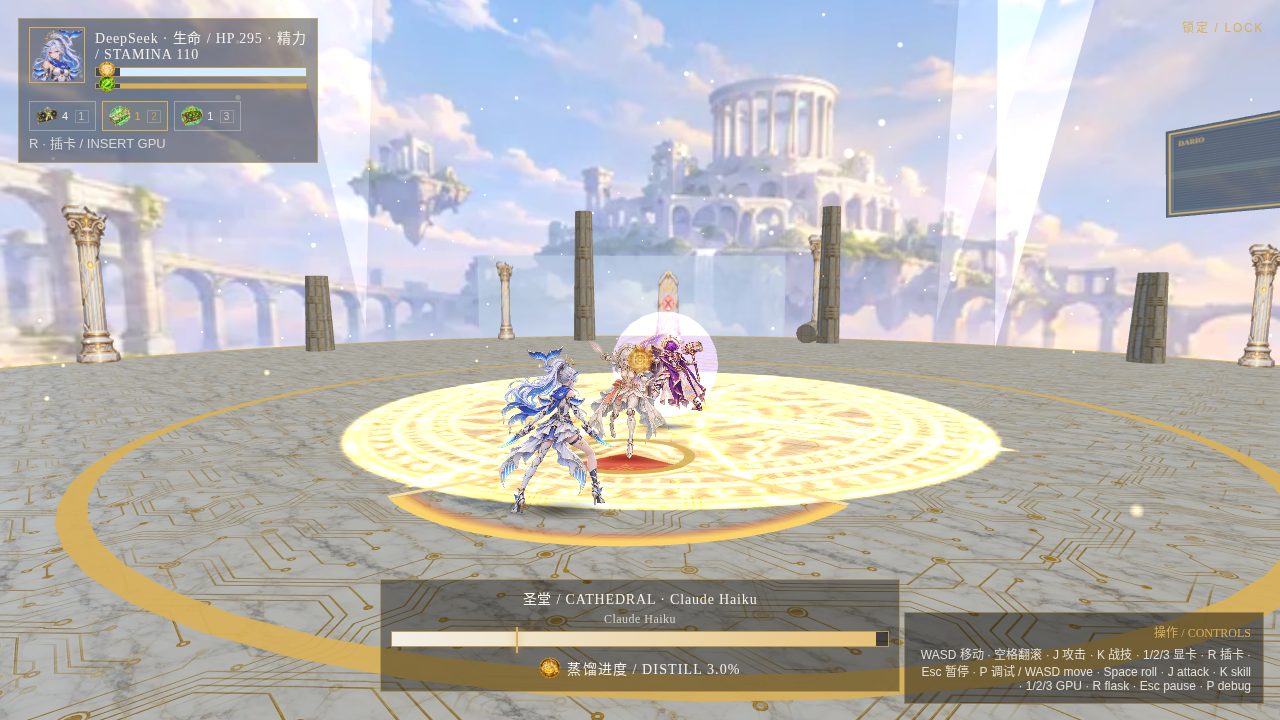 DeepSeek · 生命 / HP 295 · 精力
/ STAMINA 110
4 1
1 2
1 3
R · 插卡 / INSERT GPU
锁定 / LOCK
DARIO
圣堂 / CATHEDRAL · Claude Haiku
Claude Haiku
蒸馏进度 / DISTILL 3.0%
操作 / CONTROLS
WASD 移动 · 空格翻滚 · J 攻击 · K 战技 · 1/2/3 显卡 · R 插卡 ·
Esc 暂停 · P 调试 / WASD move · Space roll · J attack · K skill
· 1/2/3 GPU · R flask · Esc pause · P debug